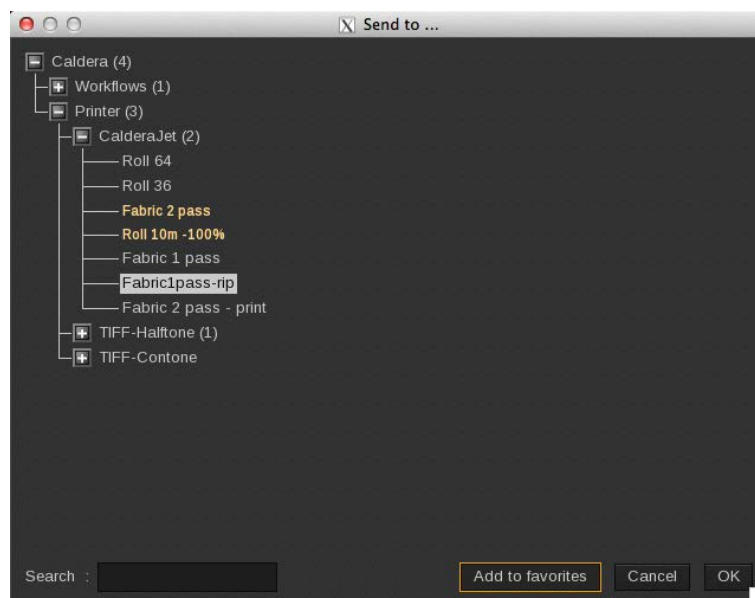 Send to ...
Caldera (4)
Workflows (1)
Printer (3)
CalderaJet (2)
Roll 64
Roll 36
Fabric 2 pass
Roll 10m -100%
Fabric 1 pass
Fabric1pass-rip
Fabric 2 pass - print
TIFF-Halftone (1)
TIFF-Contone
Search : Add to favorites Cancel OK